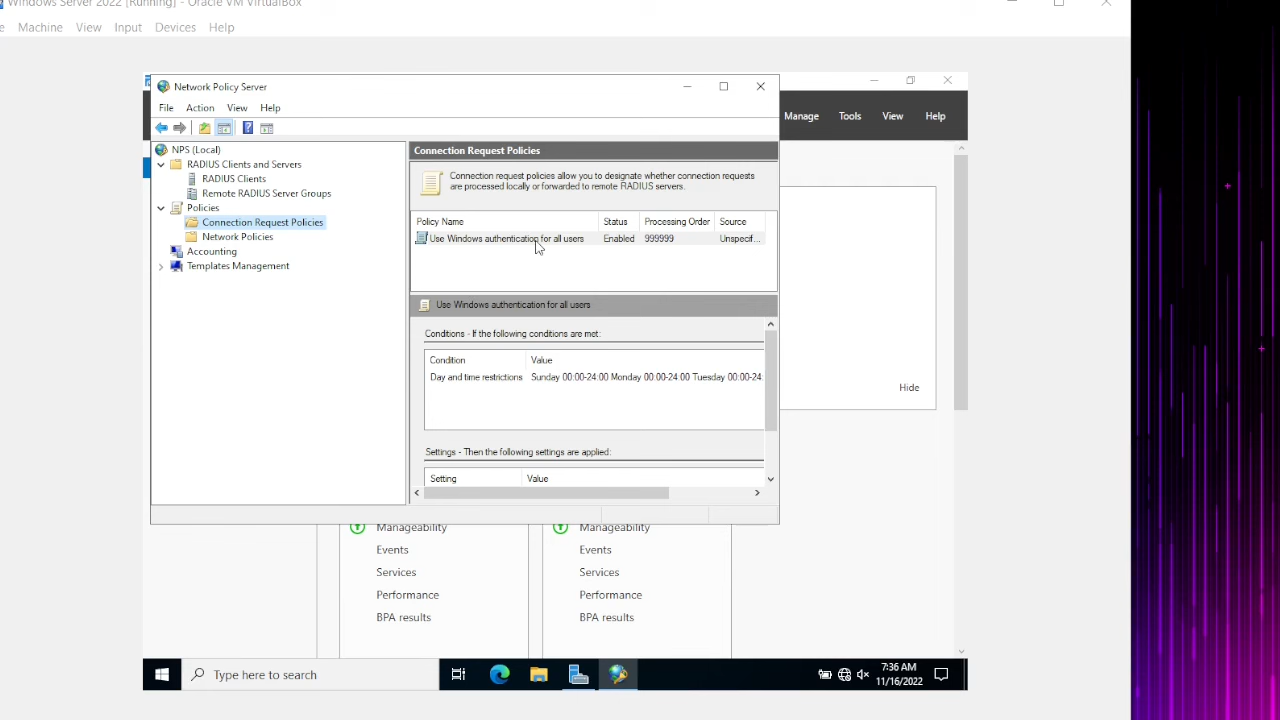 Windows Server 2022 [Running] - Oracle VM VirtualBox
Machine View Devices Input Help
Network Policy Server
File Action View Help
Manage Tools View Help
NPS (Local)
RADIUS Clients and Servers
RADIUS Clients
Remote RADIUS Server Groups
Policies
Connection Request Policies
Network Policies
Accounting
Templates Management
Connection Request Policies
Connection request policies allow you to designate whether connection requests
are processed locally or forwarded to remote RADIUS servers.
Policy Name Status Processing Order Source
Use Windows authentication for all users Enabled 999999 Unspecif...
Use Windows authentication for all users
Conditions - If the following conditions are met:
Condition Value
Day and time restrictions Sunday 00:00-24:00 Monday 00:00-24:00 Tuesday 00:00-24:
Settings - Then the following settings are applied:
Setting Value
Hide
Manageability
Events
Services
Performance
BPA results
Manageability
Events
Services
Performance
BPA results
Type here to search
7:36 AM
11/16/2022